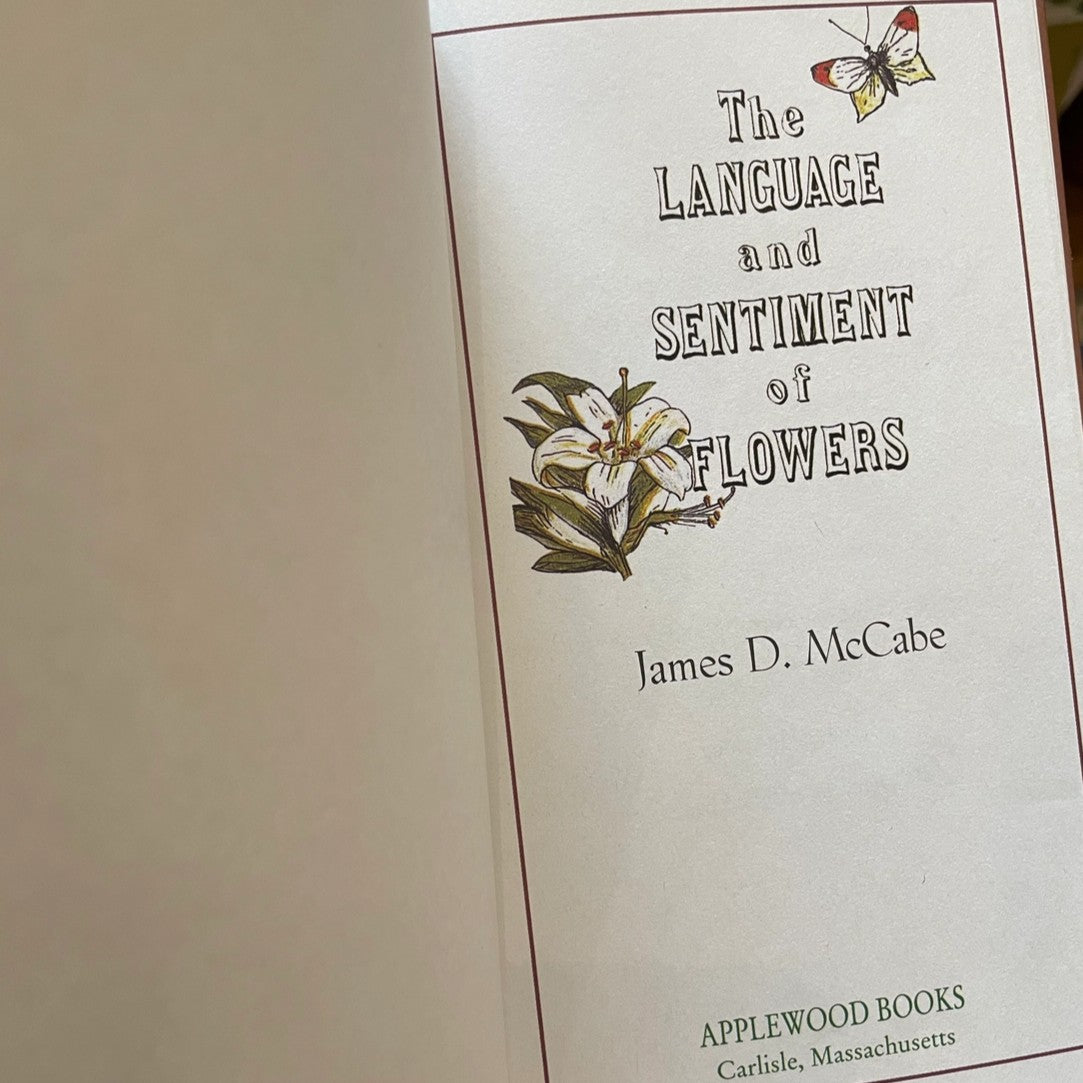 The
LANGUAGE
and
SENTIMENT
of
FLOWERS
James D. McCabe
APPLEWOOD BOOKS
Carlisle, Massachusetts